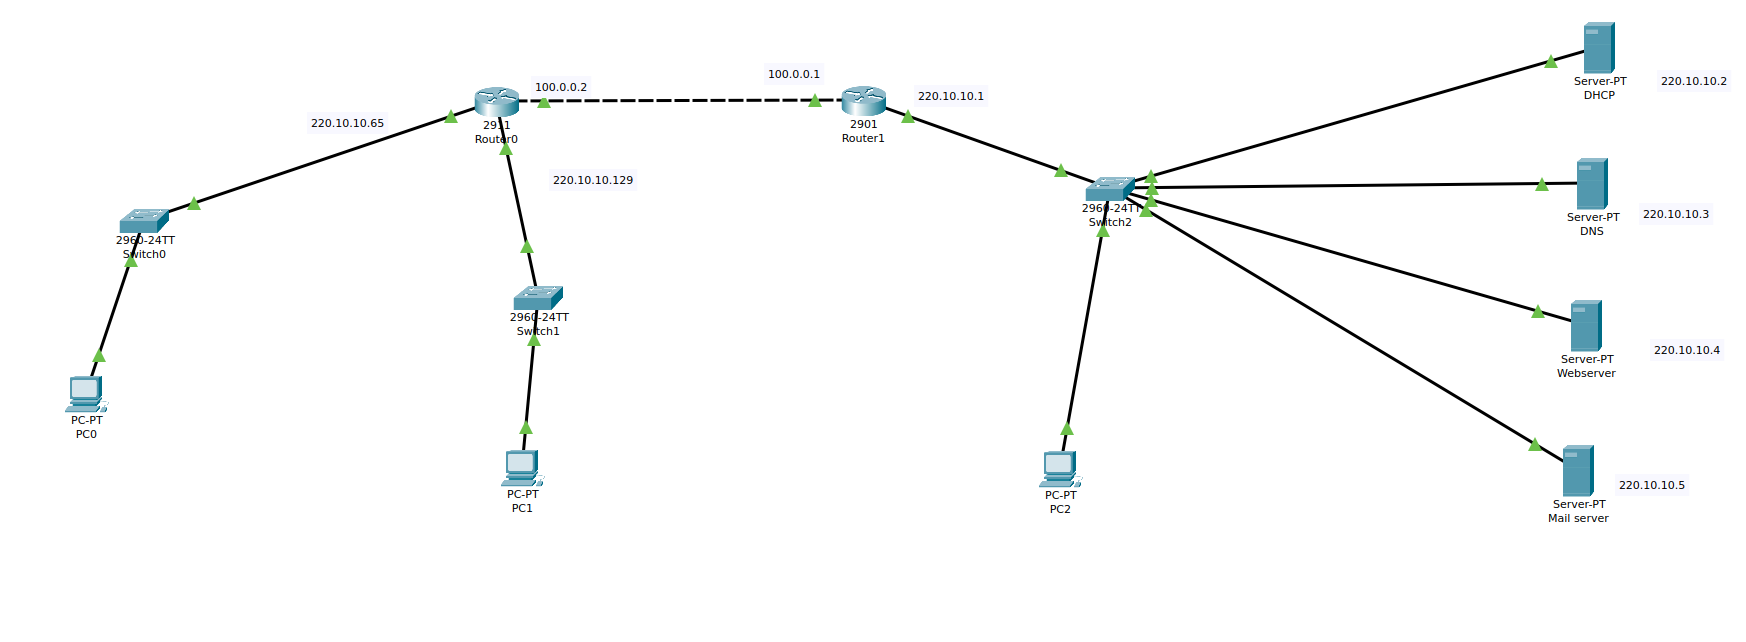 Server-PT
DHCP
220.10.10.2
100.0.0.2
100.0.0.1
220.10.10.1
220.10.10.65
2911
Router0
2901
Router1
220.10.10.129
2960-24TT
Switch2
Server-PT
DNS
220.10.10.3
2960-24TT
Switch0
2960-24TT
Switch1
Server-PT
Webserver
220.10.10.4
PC-PT
PC0
PC-PT
PC1
PC-PT
PC2
Server-PT
Mail server
220.10.10.5